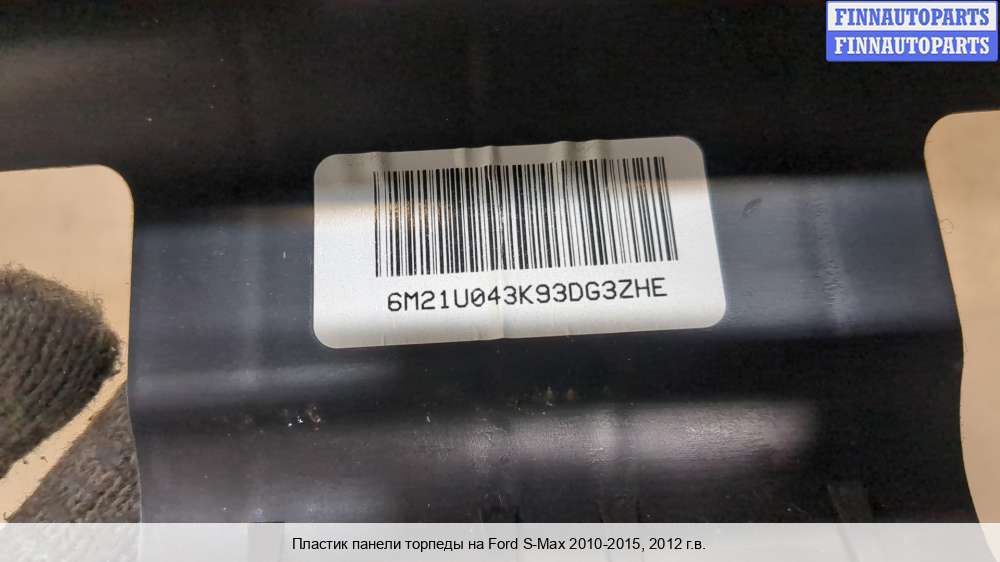 FINNAUTOPARTS
FINNAUTOPARTS
6M21U043K93DG3ZHE
Пластик панели торпеды на Ford S-Max 2010-2015, 2012 г.в.